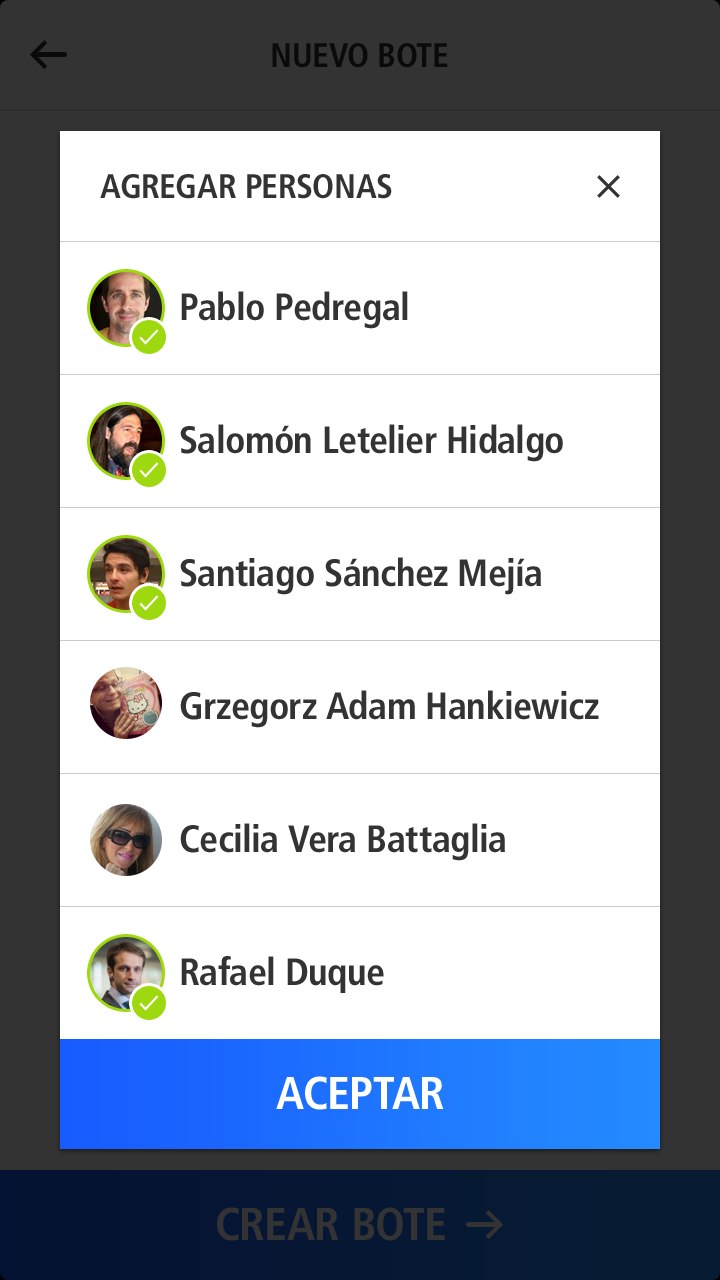 NUEVO BOTE
AGREGAR PERSONAS
Pablo Pedregal
Salomón Letelier Hidalgo
Santiago Sánchez Mejía
Grzegorz Adam Hankiewicz
Cecilia Vera Battaglia
Rafael Duque
ACEPTAR
CREAR BOTE